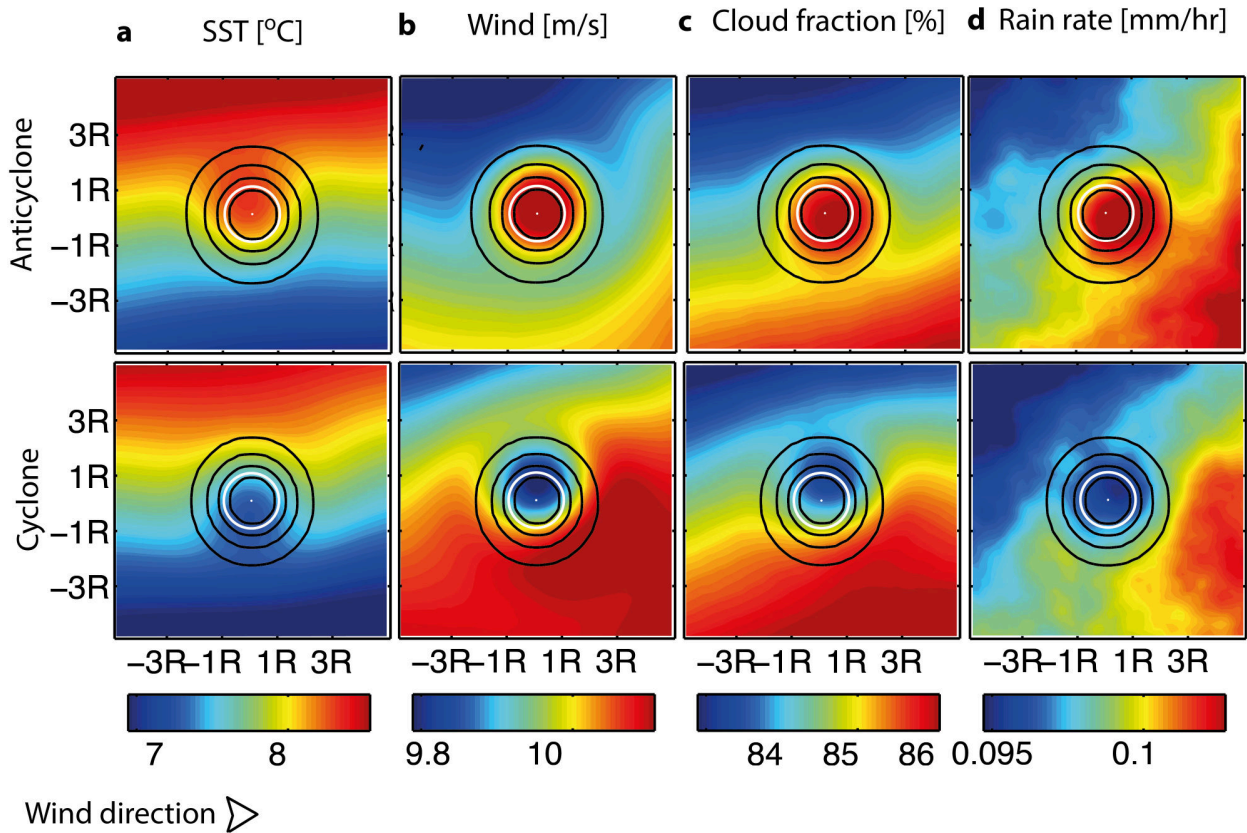 a SST [°C] b Wind [m/s] c Cloud fraction [%] d Rain rate [mm/hr]
Anticyclone
3R
1R
−1R
−3R
Cyclone
3R
1R
−1R
−3R
−3R −1R 1R 3R −3R −1R 1R 3R −3R −1R 1R 3R −3R −1R 1R 3R
7 8 9.8 10 84 85 86 0.095 0.1
Wind direction